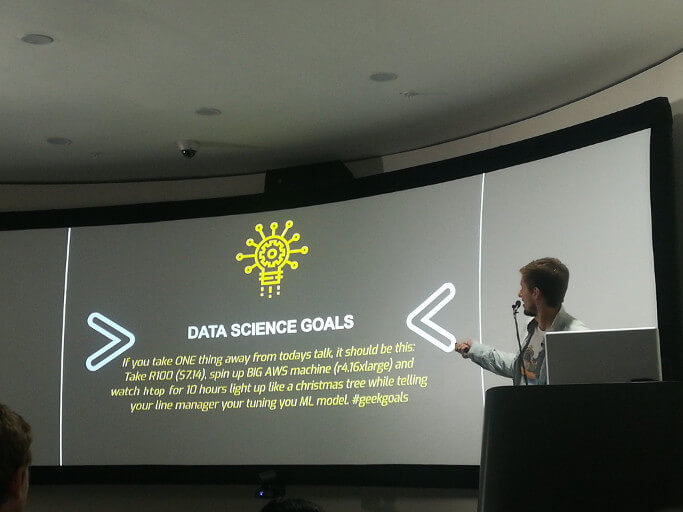 DATA SCIENCE GOALS
If you take ONE thing away from todays talk, it should be this:
Take R100 ($7.14), spin up BIG AWS machine (r4.16xlarge) and
watch htop for 10 hours light up like a christmas tree while telling
your line manager your tuning you ML model. #geekgoals